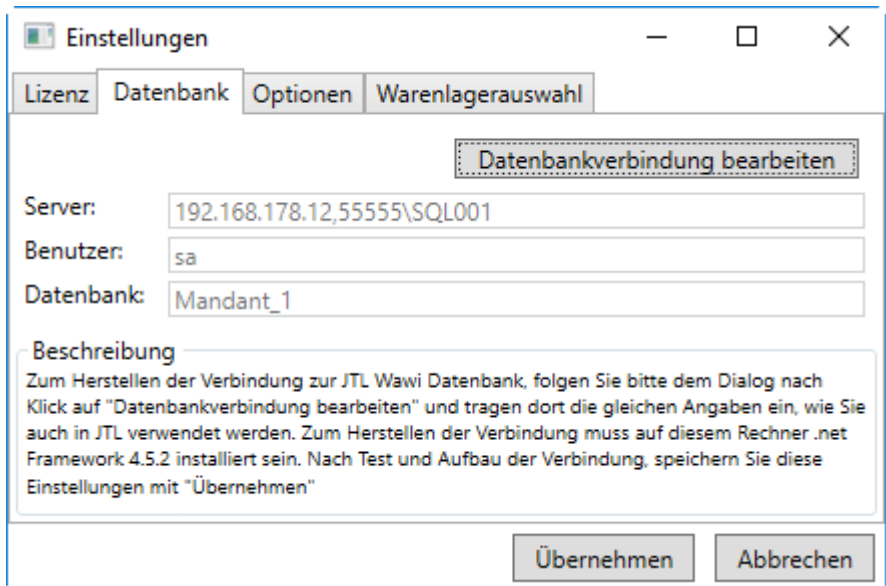 Einstellungen
Lizenz Datenbank Optionen Warenlagerauswahl
Datenbankverbindung bearbeiten
Server: 192.168.178.12,55555\SQL001
Benutzer: sa
Datenbank: Mandant_1
Beschreibung
Zum Herstellen der Verbindung zur JTL Wawi Datenbank, folgen Sie bitte dem Dialog nach
Klick auf "Datenbankverbindung bearbeiten" und tragen dort die gleichen Angaben ein, wie Sie
auch in JTL verwendet werden. Zum Herstellen der Verbindung muss auf diesem Rechner .net
Framework 4.5.2 installiert sein. Nach Test und Aufbau der Verbindung, speichern Sie diese
Einstellungen mit "Übernehmen"
Übernehmen Abbrechen